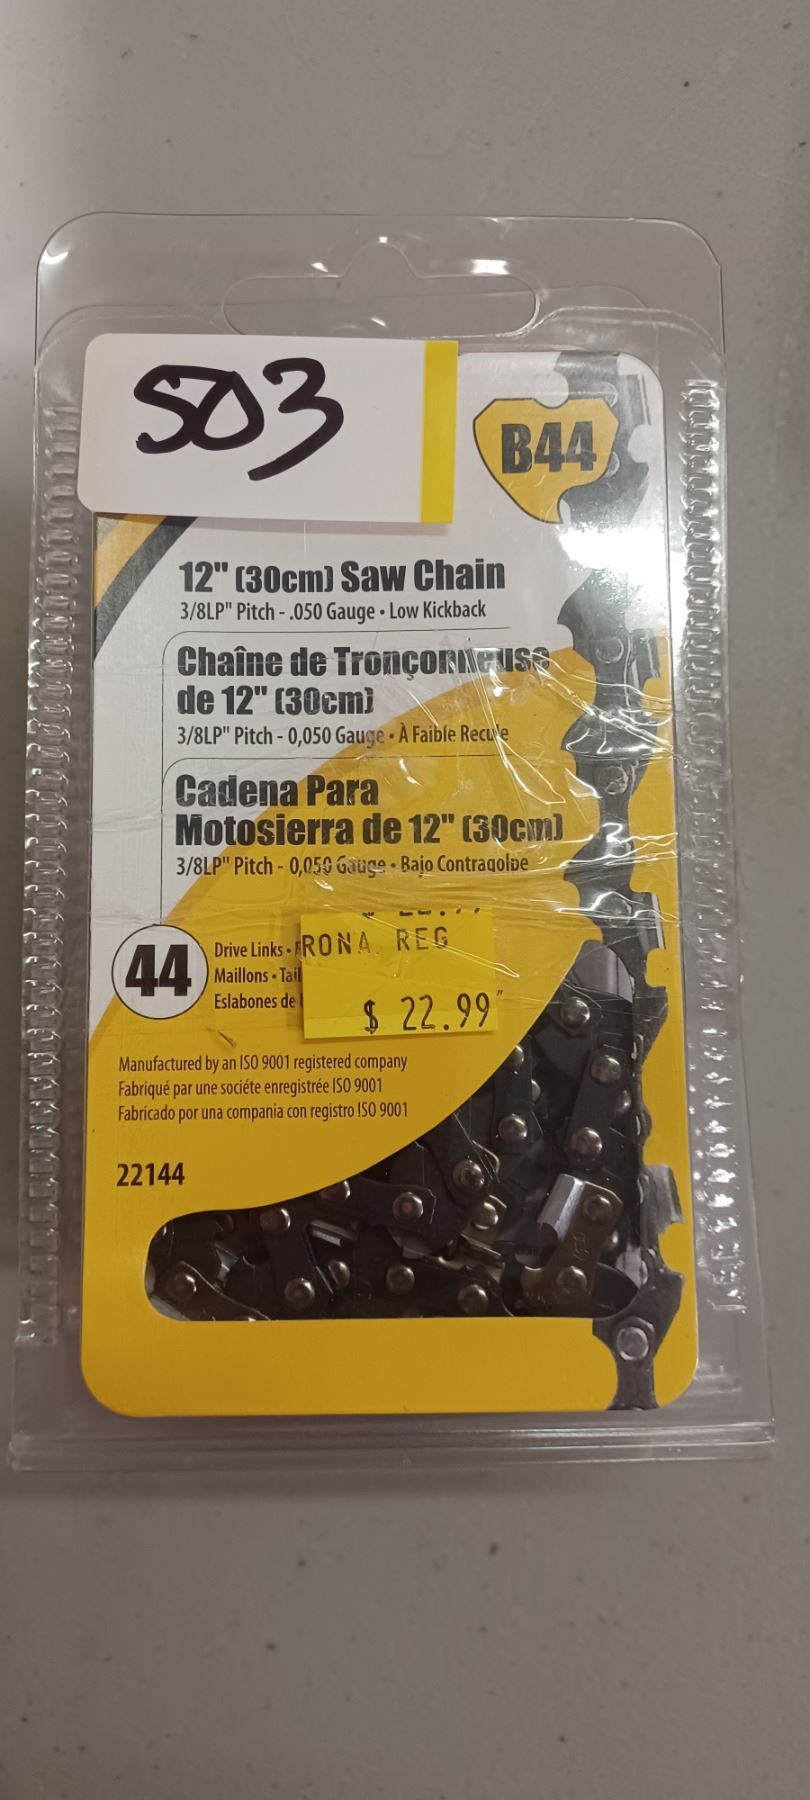 503
B44
12" (30cm) Saw Chain
3/8LP" Pitch - .050 Gauge • Low Kickback
Chaîne de Tronçonneuse
de 12" (30cm)
3/8LP" Pitch - 0,050 Gauge • À Faible Recule
Cadena Para
Motosierra de 12" (30cm)
3/8LP" Pitch - 0,050 Gauge • Bajo Contragolpe
44
Drive Links •
Maillons •
Eslabones de
RONA REG
$ 22.99
Manufactured by an ISO 9001 registered company
Fabriqué par une sociéte enregistrée ISO 9001
Fabricado por una compania con registro ISO 9001
22144